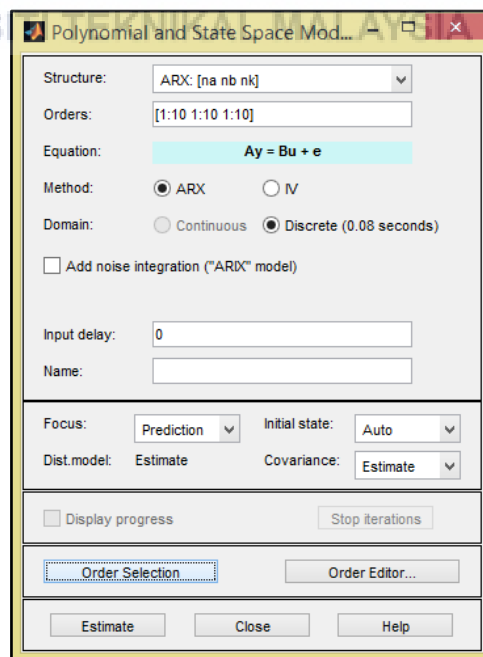 TI TEKNIKAL MALAYSIA
Polynomial and State Space Mod...
Structure: ARX: [na nb nk]
Orders: [1:10 1:10 1:10]
Equation: Ay = Bu + e
Method: ARX IV
Domain: Continuous Discrete (0.08 seconds)
Add noise integration ("ARIX" model)
Input delay: 0
Name:
Focus: Prediction Initial state: Auto
Dist.model: Estimate Covariance: Estimate
Display progress Stop iterations
Order Selection Order Editor...
Estimate Close Help